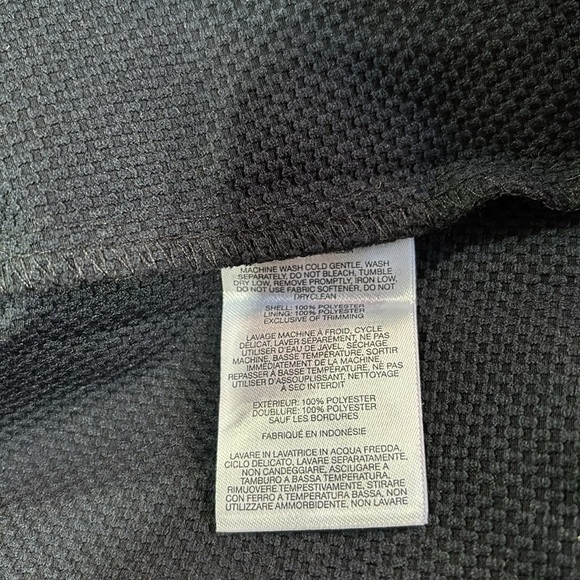 MACHINE WASH COLD GENTLE, WASH
SEPARATELY, DO NOT BLEACH, TUMBLE
DRY LOW, REMOVE PROMPTLY, IRON LOW,
DO NOT USE FABRIC SOFTENER, DO NOT
DRYCLEAN
SHELL: 100% POLYESTER
LINING: 100% POLYESTER
EXCLUSIVE OF TRIMMING
LAVAGE MACHINE À FROID, CYCLE
DÉLICAT, LAVER SÉPARÉMENT, NE PAS
UTILISER D'EAU DE JAVEL, SÉCHAGE
MACHINE, BASSE TEMPÉRATURE, SORTIR
IMMÉDIATEMENT DE LA MACHINE,
REPASSER À BASSE TEMPÉRATURE, NE PAS
UTILISER D'ASSOUPLISSANT, NETTOYAGE
À SEC INTERDIT
EXTÉRIEUR: 100% POLYESTER
DOUBLURE: 100% POLYESTER
SAUF LES BORDURES
FABRIQUÉ EN INDONÉSIE
LAVARE IN LAVATRICE IN ACQUA FREDDA,
CICLO DELICATO, LAVARE SEPARATAMENTE,
NON CANDEGGIARE, ASCIUGARE A
TAMBURO A BASSA TEMPERATURA,
RIMUOVERE TEMPESTIVAMENTE, STIRARE
CON FERRO A TEMPERATURA BASSA, NON
UTILIZZARE AMMORBIDENTE, NON LAVARE